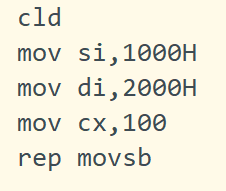 cld
mov si,1000H
mov di,2000H
mov cx,100
rep movsb